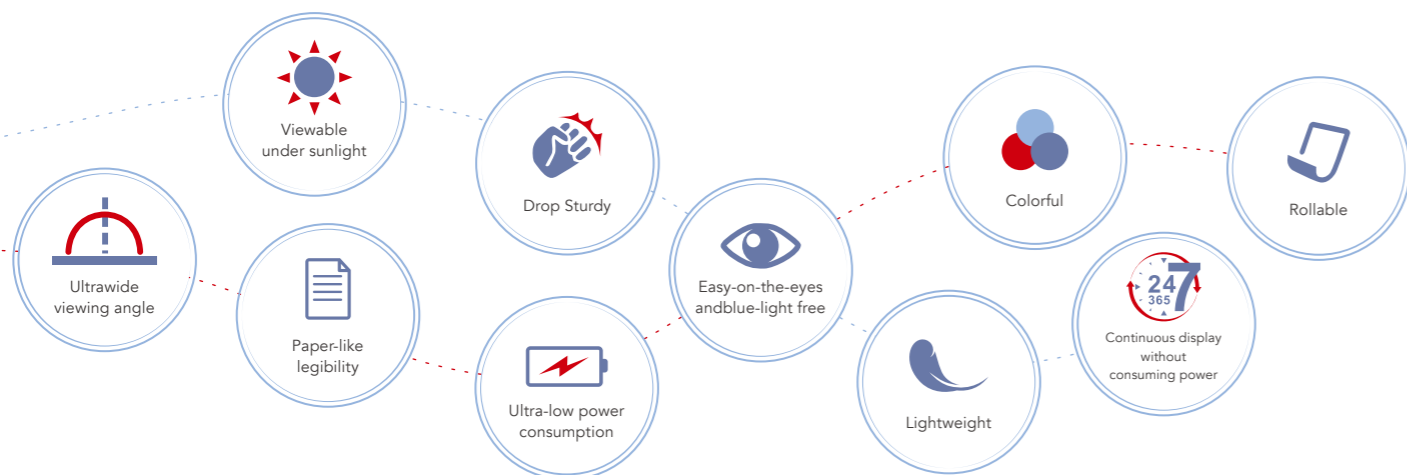 Viewable
under sunlight
Drop Sturdy
Colorful
Rollable
Ultrawide
viewing angle
Paper-like
legibility
Ultra-low power
consumption
Easy-on-the-eyes
andblue-light free
Lightweight
24
7
365
Continuous display
without
consuming power